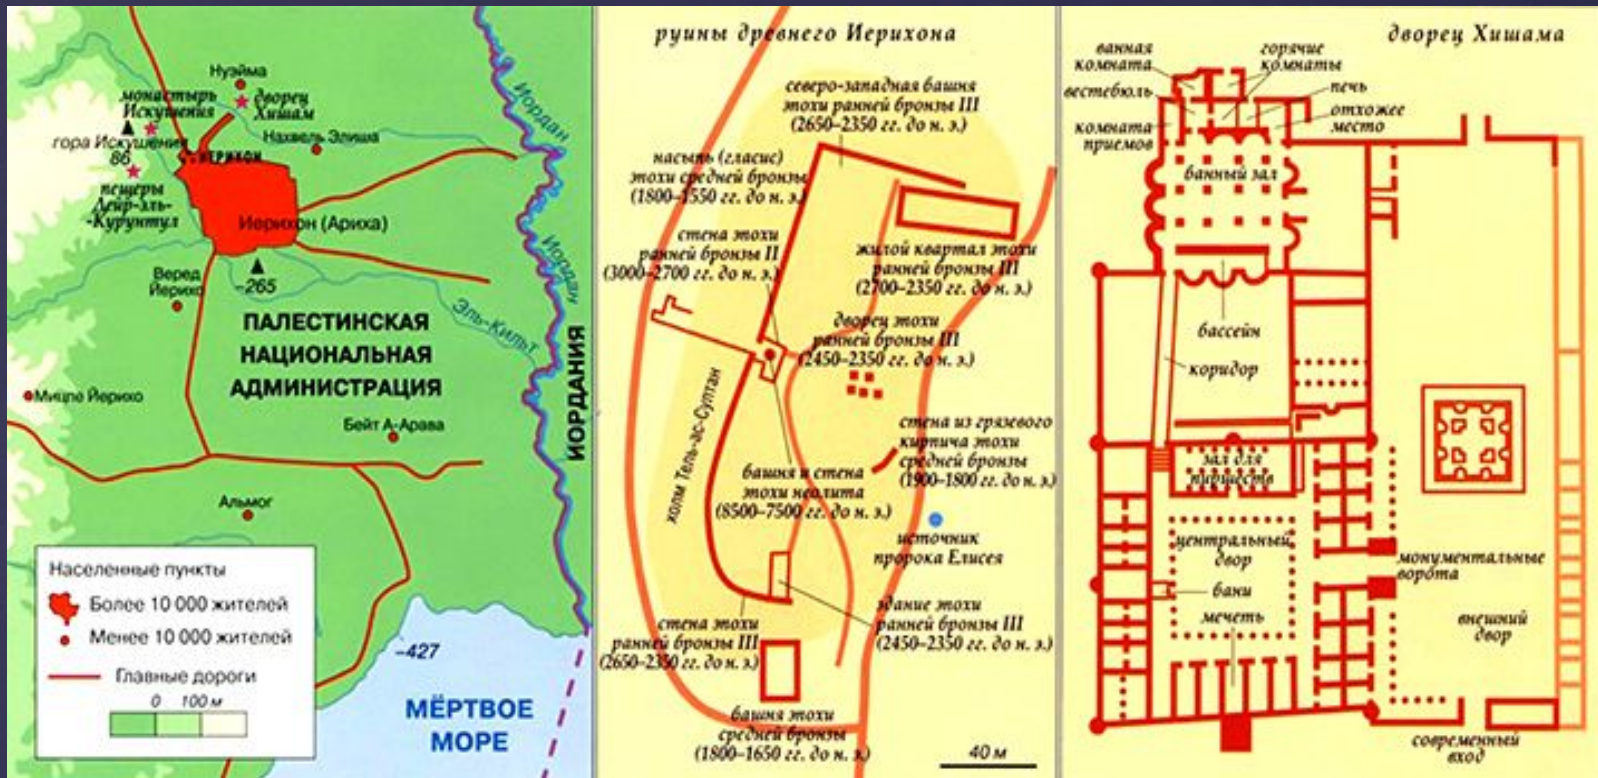 Нуэйма
монастырь
Искушения
дворец
Хишам
гора Искушения
86
Нахвель Элиша
ИЕРИХОН
пещеры
Дейр-эль-
-Курунтул
Иерихон (Ариха)
-265
Веред
Йерихо
Иордан
Иордан
Эль-Кильт
ПАЛЕСТИНСКАЯ
НАЦИОНАЛЬНАЯ
АДМИНИСТРАЦИЯ
ИОРДАНИЯ
Мицпе Йерихо
Бейт А-Арава
Альмог
Населенные пункты
Более 10 000 жителей
Менее 10 000 жителей
Главные дороги
0 100 м
-427
МЁРТВОЕ
МОРЕ
руины древнего Иерихона
северо-западная башня
эпохи ранней бронзы III
(2650–2350 гг. до н. э.)
насыпь (гласис)
эпохи средней бронзы
(1800–1550 гг. до н. э.)
стена эпохи
ранней бронзы II
(3000–2700 гг. до н. э.)
жилой квартал эпохи
ранней бронзы III
(2700–2350 гг. до н. э.)
дворец эпохи
ранней бронзы III
(2450–2350 гг. до н. э.)
холм Тель-ас-Султан
стена из грязевого
кирпича эпохи
средней бронзы
(1900–1800 гг. до н. э.)
башня и стена
эпохи неолита
(8500–7500 гг. до н. э.)
источник
пророка Елисея
здание эпохи
ранней бронзы III
(2450–2350 гг. до н. э.)
стена эпохи
ранней бронзы III
(2650–2350 гг. до н. э.)
башня эпохи
средней бронзы
(1800–1650 гг. до н. э.)
40 м
дворец Хишама
ванная
комната
горячие
комнаты
вестебюль
печь
отхожее
место
комната
приемов
ванный зал
бассейн
коридор
зал для
пиршеств
центральный
двор
бани
мечеть
монументальные
ворота
внешний
двор
современный
вход